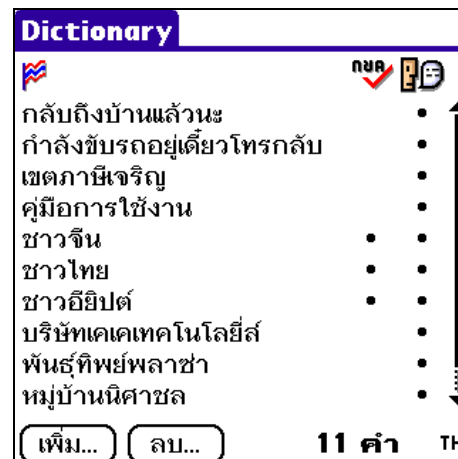 Dictionary
กขค
กลับถึงบ้านแล้วนะ
กำลังขับรถอยู่เดี๋ยวโทรกลับ
เขตภาษีเจริญ
คู่มือการใช้งาน
ชาวจีน
ชาวไทย
ชาวอียิปต์
บริษัทเคเคเทคโนโลยี่ส์
พันธุ์ทิพย์พลาซ่า
หมู่บ้านนิศาชล
เพิ่ม... ลบ... 11 คำ TH